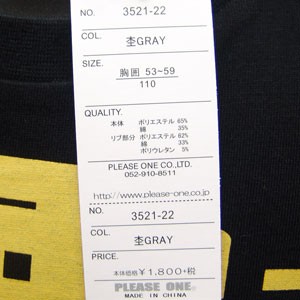 NO. 3521-22
COL. 杢GRAY
SIZE.
胸囲 53~59
110
QUALITY.
本体 ポリエステル 65%
綿 35%
リブ部分 ポリエステル 62%
綿 33%
ポリウレタン 5%
PLEASE ONE CO.,LTD.
052-910-8511
http://www.please-one.co.jp
NO. 3521-22
COL. 杢GRAY
PRICE.
本体価格 ¥1,800+税
PLEASE ONE.
MADE IN CHINA